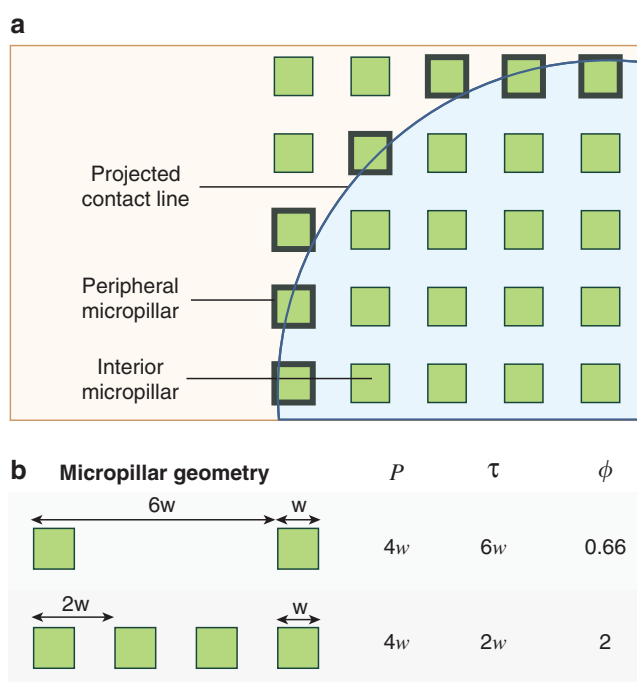 a
Projected
contact line
Peripheral
micropillar
Interior
micropillar
b Micropillar geometry P τ ϕ
6w w
4w 6w 0.66
2w w
4w 2w 2